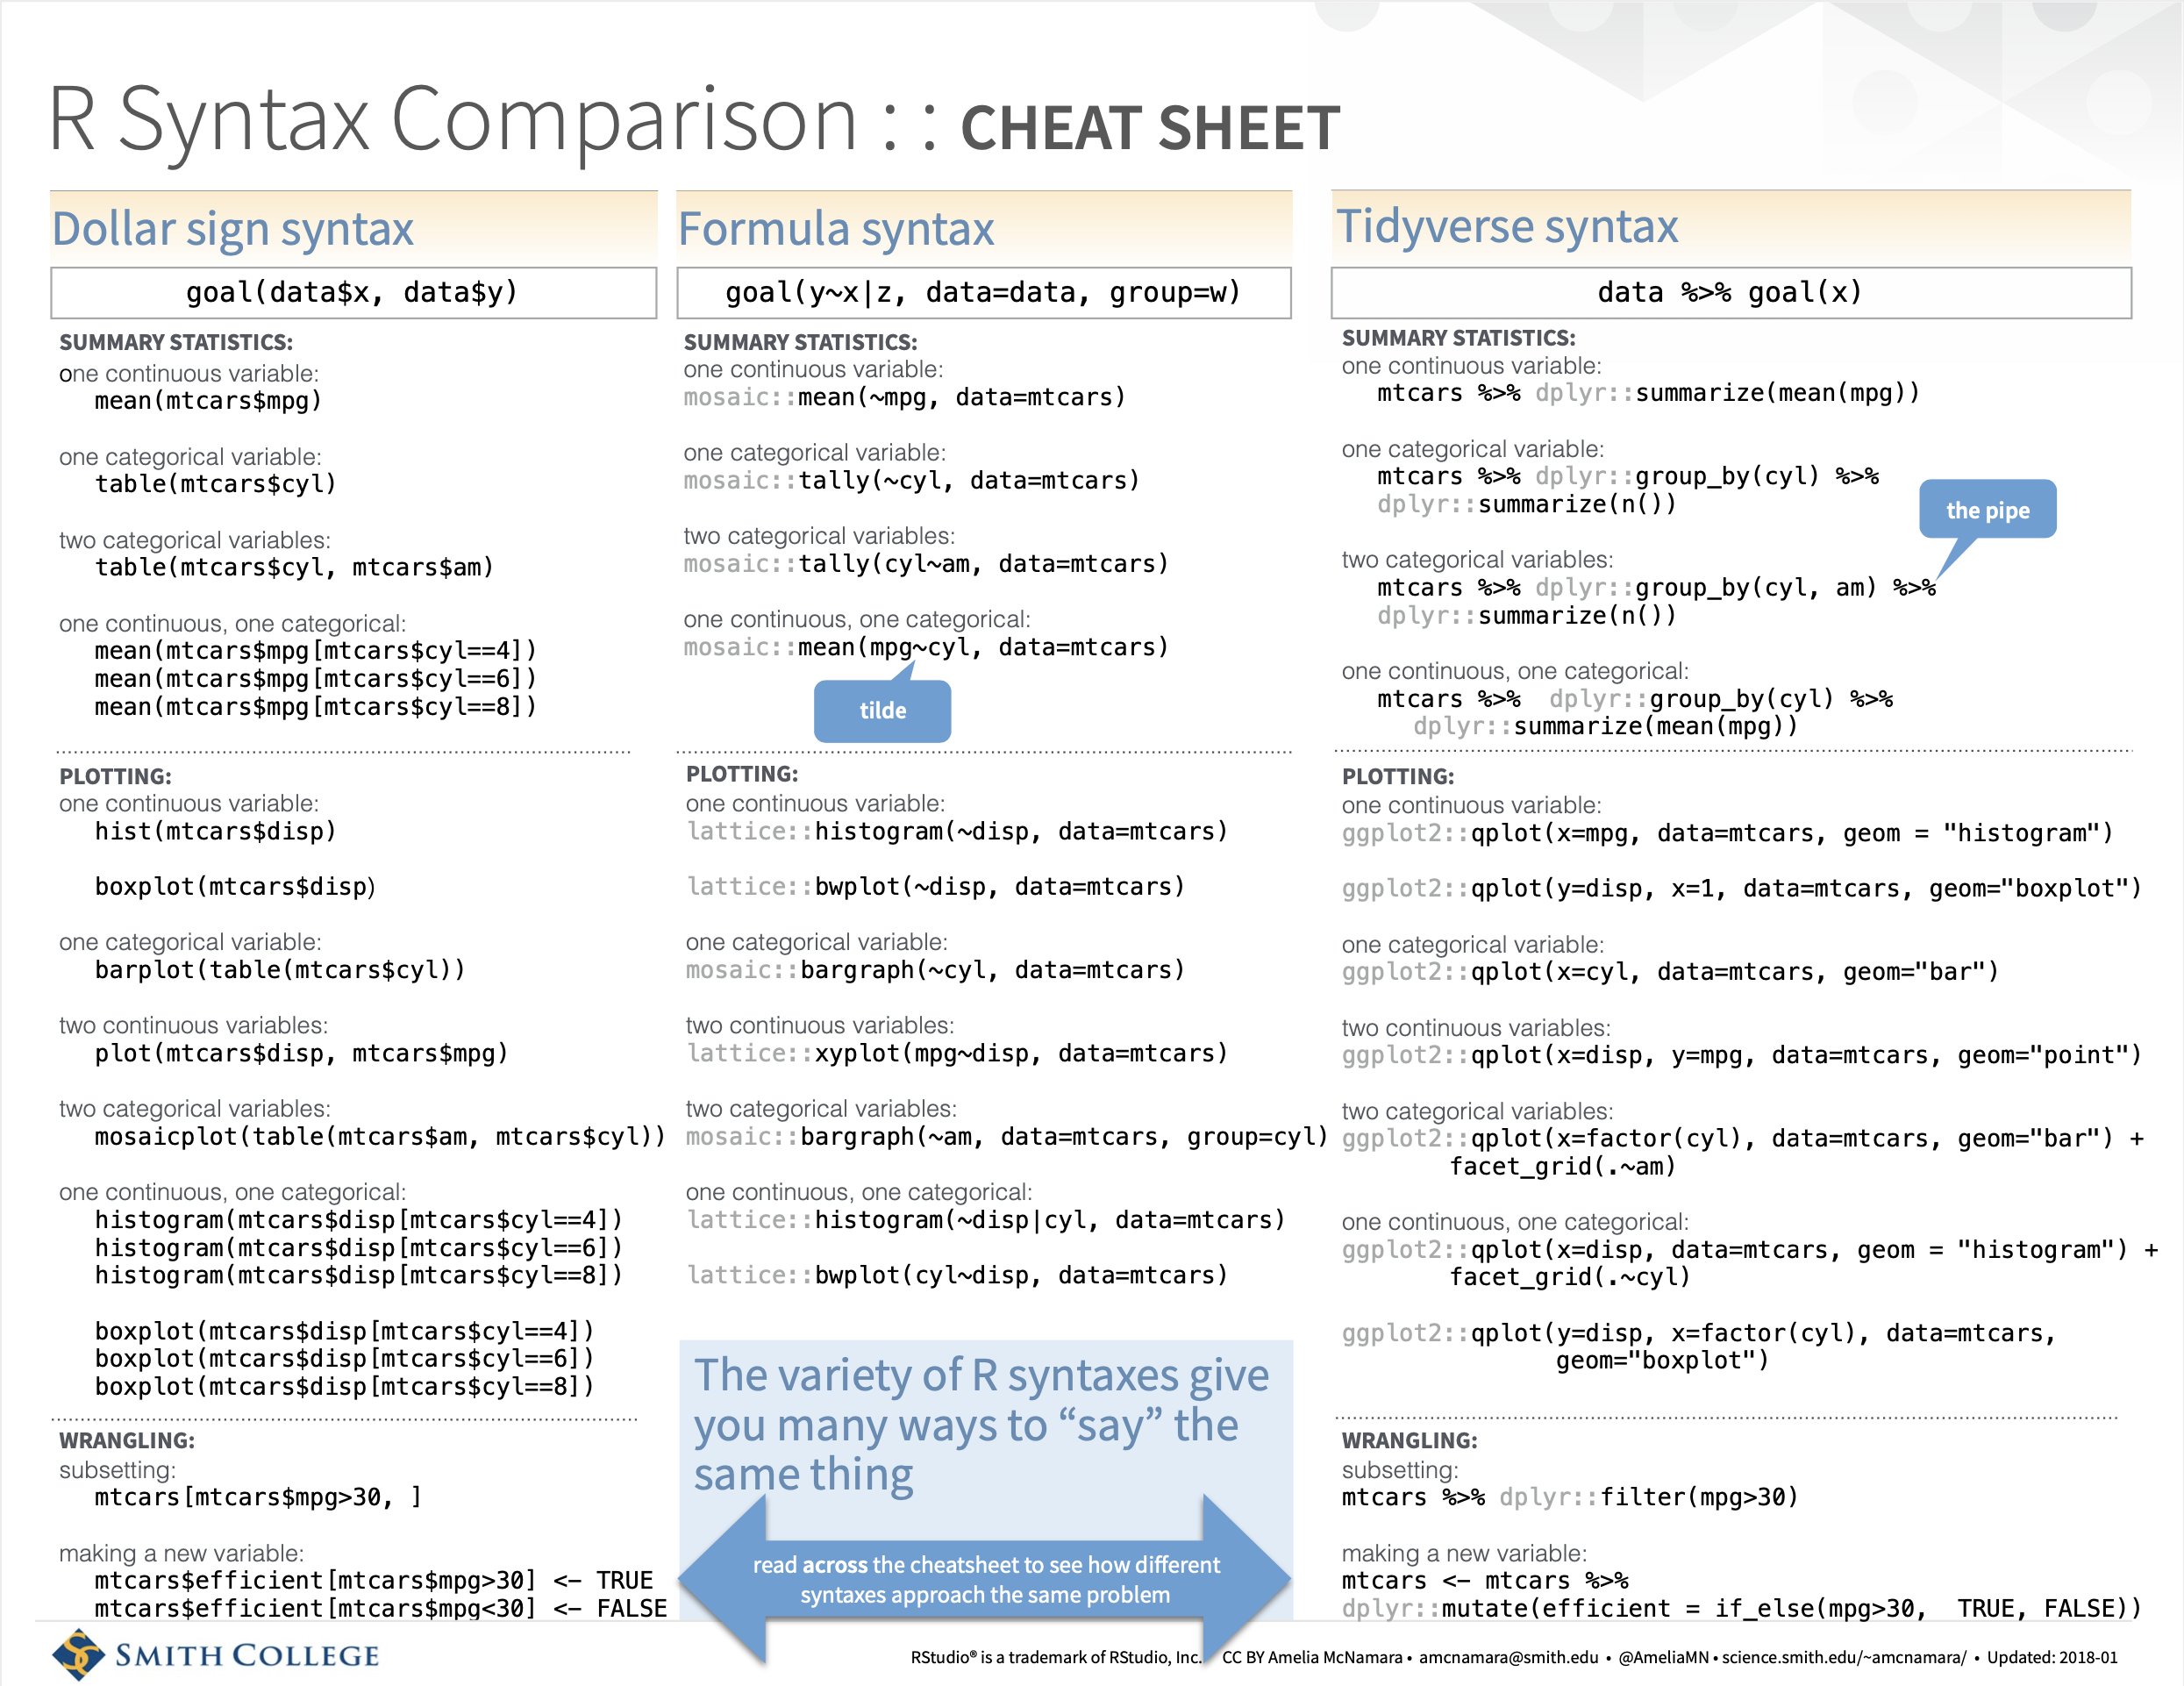 R Syntax Comparison : : CHEAT SHEET
Dollar sign syntax
goal(data$x, data$y)
SUMMARY STATISTICS:
one continuous variable:
mean(mtcars$mpg)
one categorical variable:
table(mtcars$cyl)
two categorical variables:
table(mtcars$cyl, mtcars$am)
one continuous, one categorical:
mean(mtcars$mpg[mtcars$cyl==4])
mean(mtcars$mpg[mtcars$cyl==6])
mean(mtcars$mpg[mtcars$cyl==8])
PLOTTING:
one continuous variable:
hist(mtcars$disp)
boxplot(mtcars$disp)
one categorical variable:
barplot(table(mtcars$cyl))
two continuous variables:
plot(mtcars$disp, mtcars$mpg)
two categorical variables:
mosaicplot(table(mtcars$am, mtcars$cyl))
one continuous, one categorical:
histogram(mtcars$disp[mtcars$cyl==4])
histogram(mtcars$disp[mtcars$cyl==6])
histogram(mtcars$disp[mtcars$cyl==8])
boxplot(mtcars$disp[mtcars$cyl==4])
boxplot(mtcars$disp[mtcars$cyl==6])
boxplot(mtcars$disp[mtcars$cyl==8])
WRANGLING:
subsetting:
mtcars[mtcars$mpg>30, ]
making a new variable:
mtcars$efficient[mtcars$mpg>30] <- TRUE
mtcars$efficient[mtcars$mpg<30] <- FALSE
Formula syntax
goal(y~x|z, data=data, group=w)
SUMMARY STATISTICS:
one continuous variable:
mosaic::mean(~mpg, data=mtcars)
one categorical variable:
mosaic::tally(~cyl, data=mtcars)
two categorical variables:
mosaic::tally(cyl~am, data=mtcars)
one continuous, one categorical:
mosaic::mean(mpg~cyl, data=mtcars)
tilde
PLOTTING:
one continuous variable:
lattice::histogram(~disp, data=mtcars)
lattice::bwplot(~disp, data=mtcars)
one categorical variable:
mosaic::bargraph(~cyl, data=mtcars)
two continuous variables:
lattice::xyplot(mpg~disp, data=mtcars)
two categorical variables:
mosaic::bargraph(~am, data=mtcars, group=cyl)
one continuous, one categorical:
lattice::histogram(~disp|cyl, data=mtcars)
lattice::bwplot(cyl~disp, data=mtcars)
The variety of R syntaxes give
you many ways to “say” the
same thing
read across the cheatsheet to see how different
syntaxes approach the same problem
Tidyverse syntax
data %>% goal(x)
SUMMARY STATISTICS:
one continuous variable:
mtcars %>% dplyr::summarize(mean(mpg))
one categorical variable:
mtcars %>% dplyr::group_by(cyl) %>%
dplyr::summarize(n())
the pipe
two categorical variables:
mtcars %>% dplyr::group_by(cyl, am) %>%
dplyr::summarize(n())
one continuous, one categorical:
mtcars %>%  dplyr::group_by(cyl) %>%
dplyr::summarize(mean(mpg))
PLOTTING:
one continuous variable:
ggplot2::qplot(x=mpg, data=mtcars, geom = "histogram")
ggplot2::qplot(y=disp, x=1, data=mtcars, geom="boxplot")
one categorical variable:
ggplot2::qplot(x=cyl, data=mtcars, geom="bar")
two continuous variables:
ggplot2::qplot(x=disp, y=mpg, data=mtcars, geom="point")
two categorical variables:
ggplot2::qplot(x=factor(cyl), data=mtcars, geom="bar") +
facet_grid(.~am)
one continuous, one categorical:
ggplot2::qplot(x=disp, data=mtcars, geom = "histogram") +
facet_grid(.~cyl)
ggplot2::qplot(y=disp, x=factor(cyl), data=mtcars,
geom="boxplot")
WRANGLING:
subsetting:
mtcars %>% dplyr::filter(mpg>30)
making a new variable:
mtcars <- mtcars %>%
dplyr::mutate(efficient = if_else(mpg>30,  TRUE, FALSE))
SMITH COLLEGE
RStudio® is a trademark of RStudio, Inc. CC BY Amelia McNamara • amcnamara@smith.edu • @AmeliaMN • science.smith.edu/~amcnamara/ • Updated: 2018-01